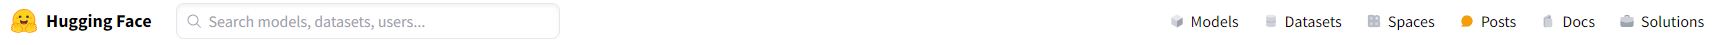 Hugging Face Search models, datasets, users... Models Datasets Spaces Posts Docs Solutions